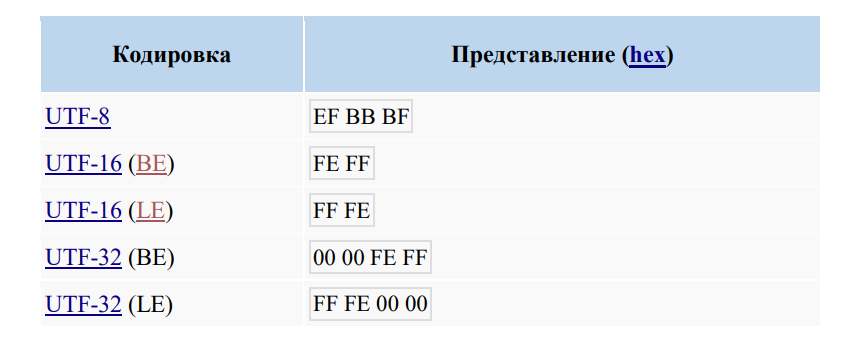 Кодировка Представление (hex)
UTF-8 EF BB BF
UTF-16 (BE) FE FF
UTF-16 (LE) FF FE
UTF-32 (BE) 00 00 FE FF
UTF-32 (LE) FF FE 00 00